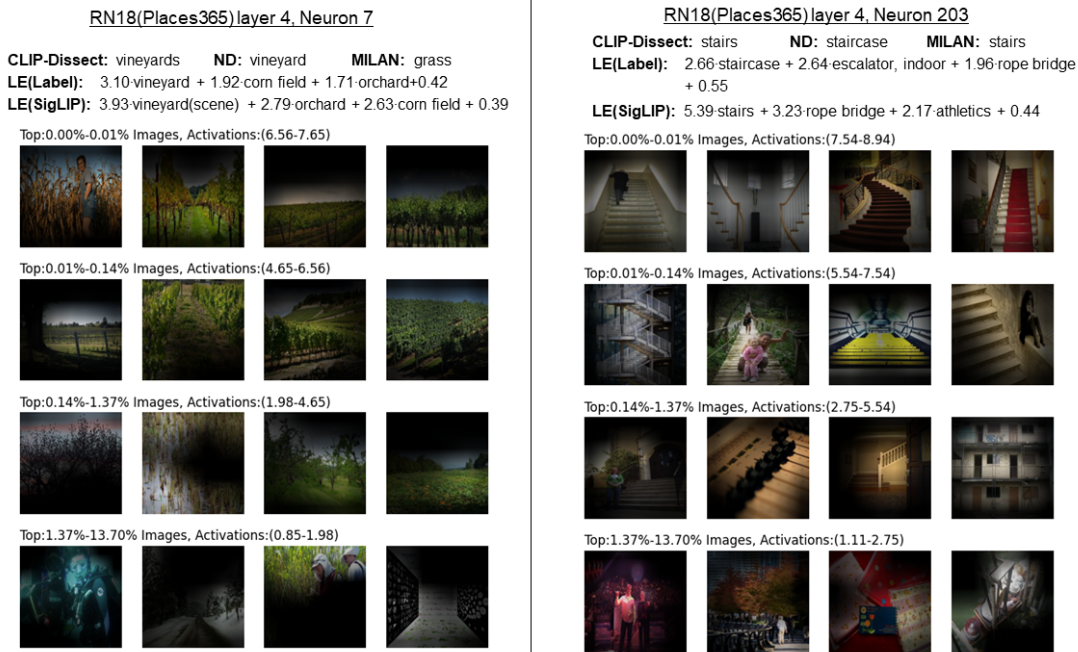 RN18(Places365) layer 4, Neuron 7
CLIP-Dissect: vineyards ND: vineyard MILAN: grass
LE(Label): 3.10·vineyard + 1.92·corn field + 1.71·orchard+0.42
LE(SigLIP): 3.93·vineyard(scene) + 2.79·orchard + 2.63·corn field + 0.39
Top:0.00%-0.01% Images, Activations:(6.56-7.65)
Top:0.01%-0.14% Images, Activations:(4.65-6.56)
Top:0.14%-1.37% Images, Activations:(1.98-4.65)
Top:1.37%-13.70% Images, Activations:(0.85-1.98)
RN18(Places365) layer 4, Neuron 203
CLIP-Dissect: stairs ND: staircase MILAN: stairs
LE(Label): 2.66·staircase + 2.64·escalator, indoor + 1.96·rope bridge
+ 0.55
LE(SigLIP): 5.39·stairs + 3.23·rope bridge + 2.17·athletics + 0.44
Top:0.00%-0.01% Images, Activations:(7.54-8.94)
Top:0.01%-0.14% Images, Activations:(5.54-7.54)
Top:0.14%-1.37% Images, Activations:(2.75-5.54)
Top:1.37%-13.70% Images, Activations:(1.11-2.75)